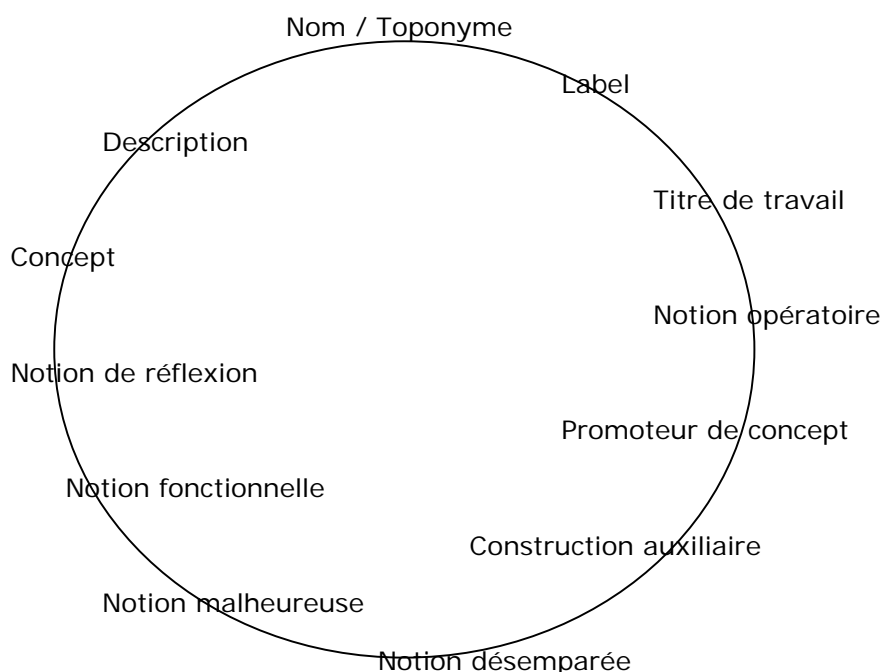 Nom / Toponyme
Label
Description
Titre de travail
Concept
Notion opératoire
Notion de réflexion
Promoteur de concept
Notion fonctionnelle
Construction auxiliaire
Notion malheureuse
Notion désemparée